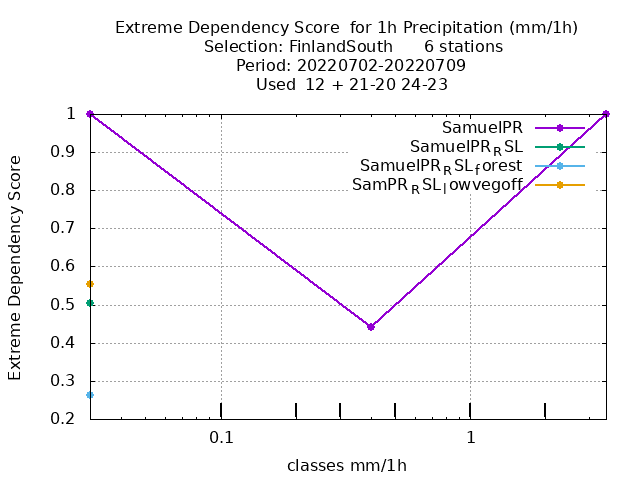 Extreme Dependency Score  for 1h Precipitation (mm/1h)
Selection: FinlandSouth      6 stations
Period: 20220702-20220709
Used  12 + 21-20 24-23
SamuelPR
SamuelPR_RSL
SamuelPR_RSL_forest
SamPR_RSL_lowvegoff
Extreme Dependency Score
1
0.9
0.8
0.7
0.6
0.5
0.4
0.3
0.2
0.1 1
classes mm/1h